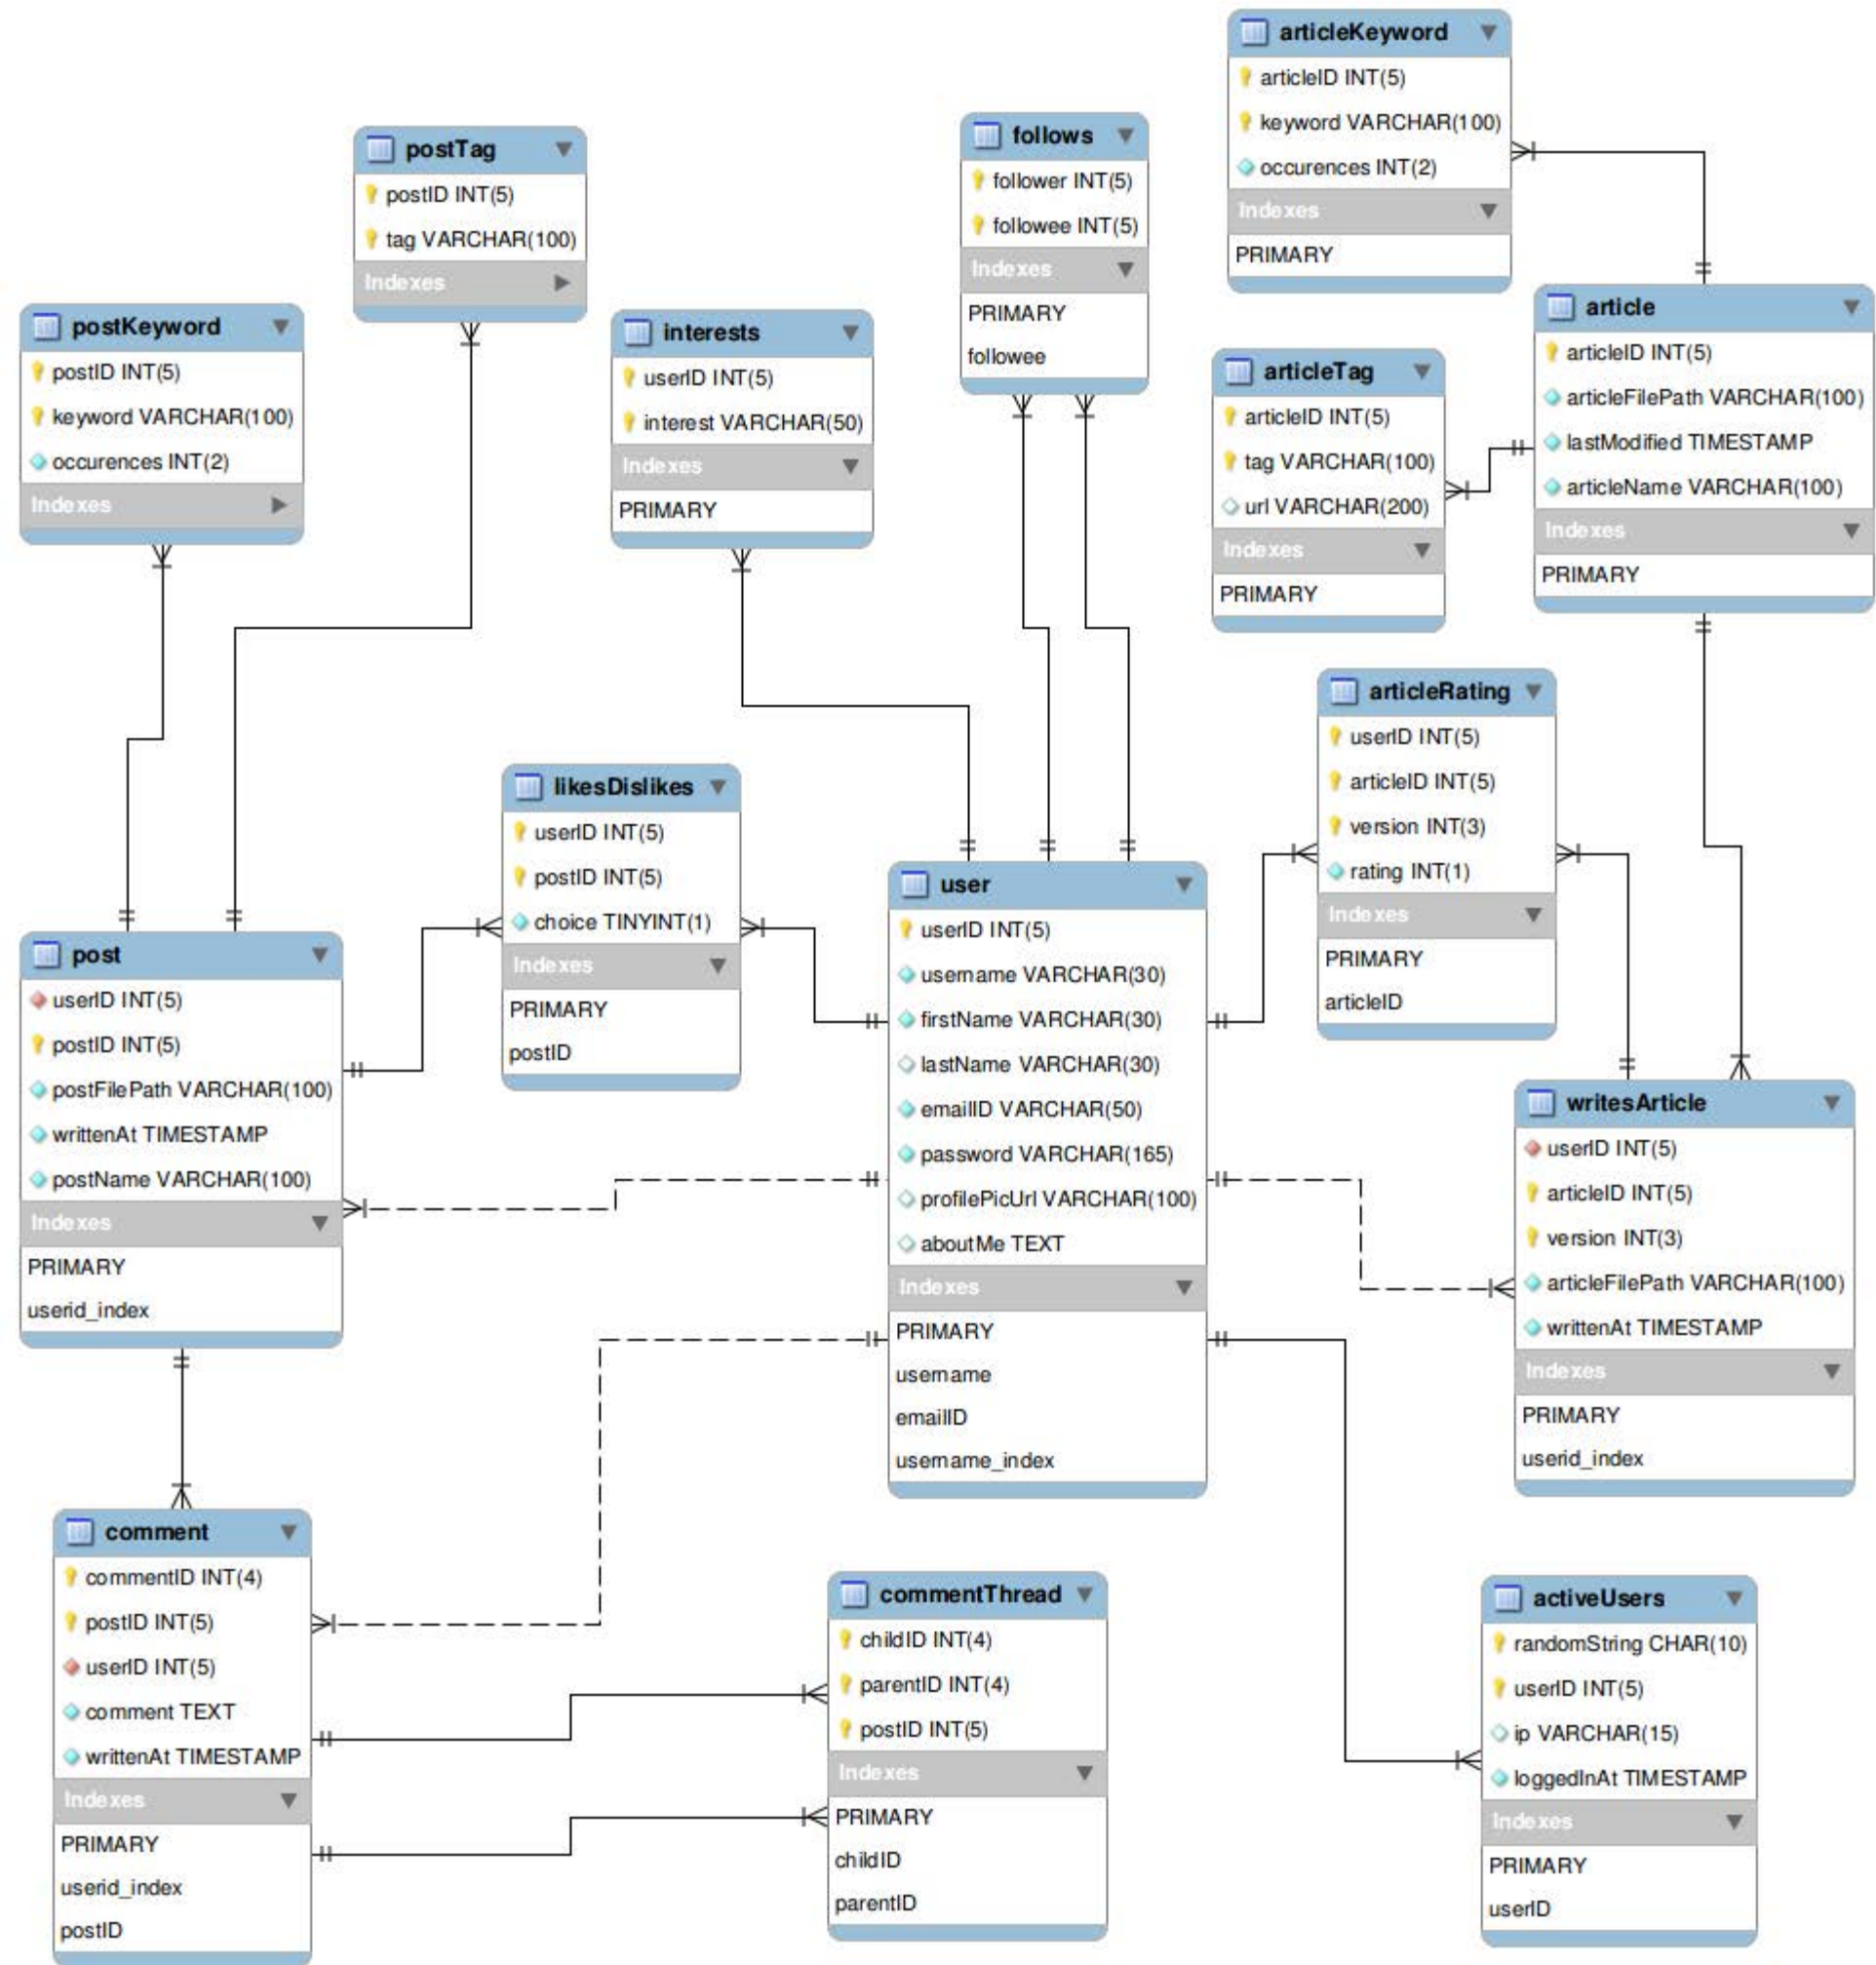 articleKeyword
articleID INT(5)
keyword VARCHAR(100)
occurences INT(2)
Indexes
PRIMARY
postTag
postID INT(5)
tag VARCHAR(100)
Indexes
follows
follower INT(5)
followee INT(5)
Indexes
PRIMARY
followee
postKeyword
postID INT(5)
keyword VARCHAR(100)
occurences INT(2)
Indexes
interests
userID INT(5)
interest VARCHAR(50)
Indexes
PRIMARY
articleTag
articleID INT(5)
tag VARCHAR(100)
url VARCHAR(200)
Indexes
PRIMARY
article
articleID INT(5)
articleFilePath VARCHAR(100)
lastModified TIMESTAMP
articleName VARCHAR(100)
Indexes
PRIMARY
articleRating
userID INT(5)
articleID INT(5)
version INT(3)
rating INT(1)
Indexes
PRIMARY
articleID
likesDislikes
userID INT(5)
postID INT(5)
choice TINYINT(1)
Indexes
PRIMARY
postID
user
userID INT(5)
username VARCHAR(30)
firstName VARCHAR(30)
lastName VARCHAR(30)
emailID VARCHAR(50)
password VARCHAR(165)
profilePicUrl VARCHAR(100)
aboutMe TEXT
Indexes
PRIMARY
username
emailID
username_index
post
userID INT(5)
postID INT(5)
postFilePath VARCHAR(100)
writtenAt TIMESTAMP
postName VARCHAR(100)
Indexes
PRIMARY
userid_index
writesArticle
userID INT(5)
articleID INT(5)
version INT(3)
articleFilePath VARCHAR(100)
writtenAt TIMESTAMP
Indexes
PRIMARY
userid_index
comment
commentID INT(4)
postID INT(5)
userID INT(5)
comment TEXT
writtenAt TIMESTAMP
Indexes
PRIMARY
userid_index
postID
commentThread
childID INT(4)
parentID INT(4)
postID INT(5)
Indexes
PRIMARY
childID
parentID
activeUsers
randomString CHAR(10)
userID INT(5)
ip VARCHAR(15)
loggedInAt TIMESTAMP
Indexes
PRIMARY
userID